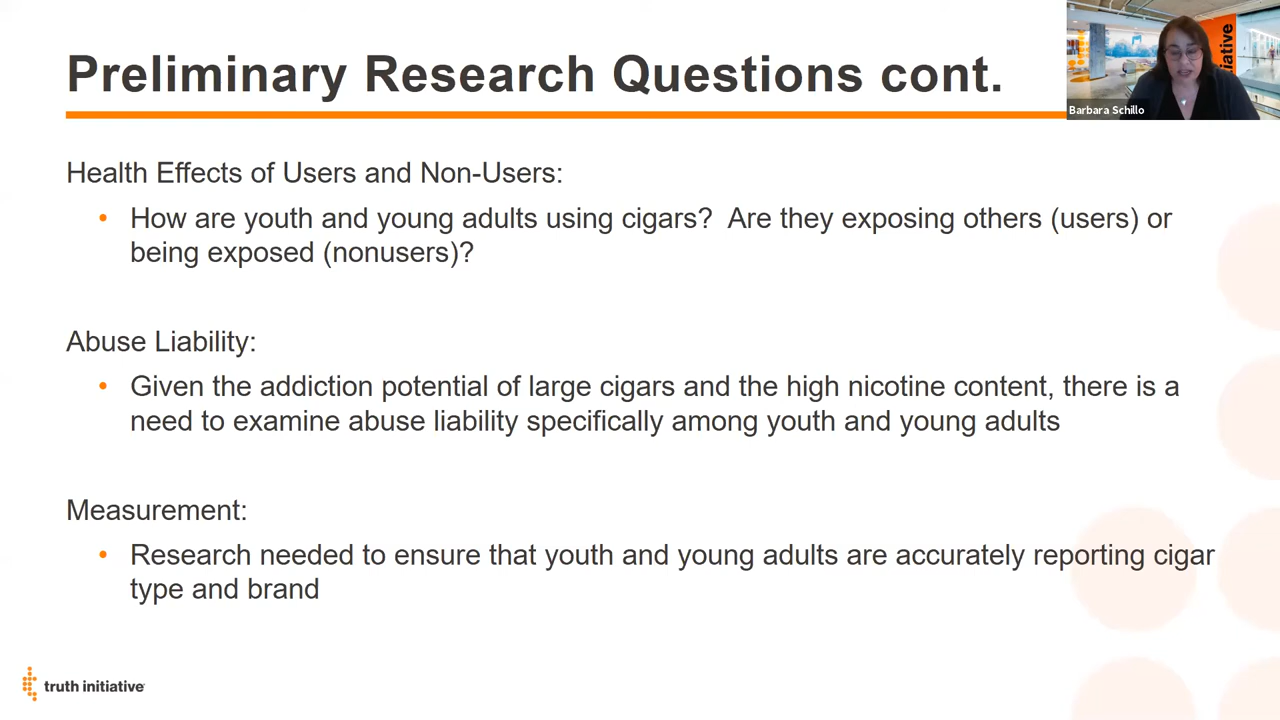 Preliminary Research Questions cont.
itiative
Barbara Schillo
Health Effects of Users and Non-Users:
• How are youth and young adults using cigars?  Are they exposing others (users) or
being exposed (nonusers)?
Abuse Liability:
• Given the addiction potential of large cigars and the high nicotine content, there is a
need to examine abuse liability specifically among youth and young adults
Measurement:
• Research needed to ensure that youth and young adults are accurately reporting cigar
type and brand
truth initiative